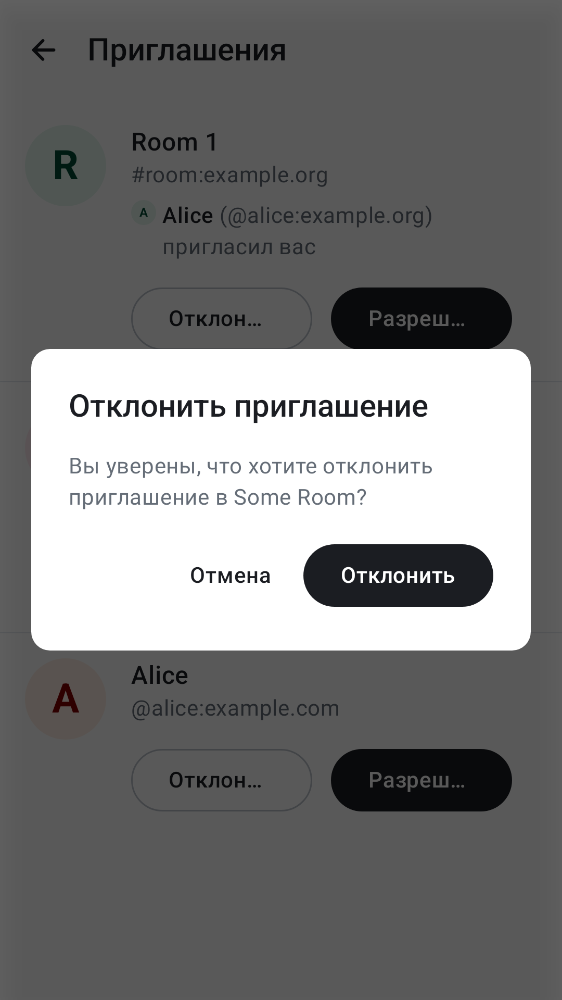 Приглашения
R
Room 1
#room:example.org
A Alice (@alice:example.org)
пригласил вас
Отклон…
Разреш…
Отклонить приглашение
Вы уверены, что хотите отклонить
приглашение в Some Room?
Отмена
Отклонить
A
Alice
@alice:example.com
Отклон…
Разреш…